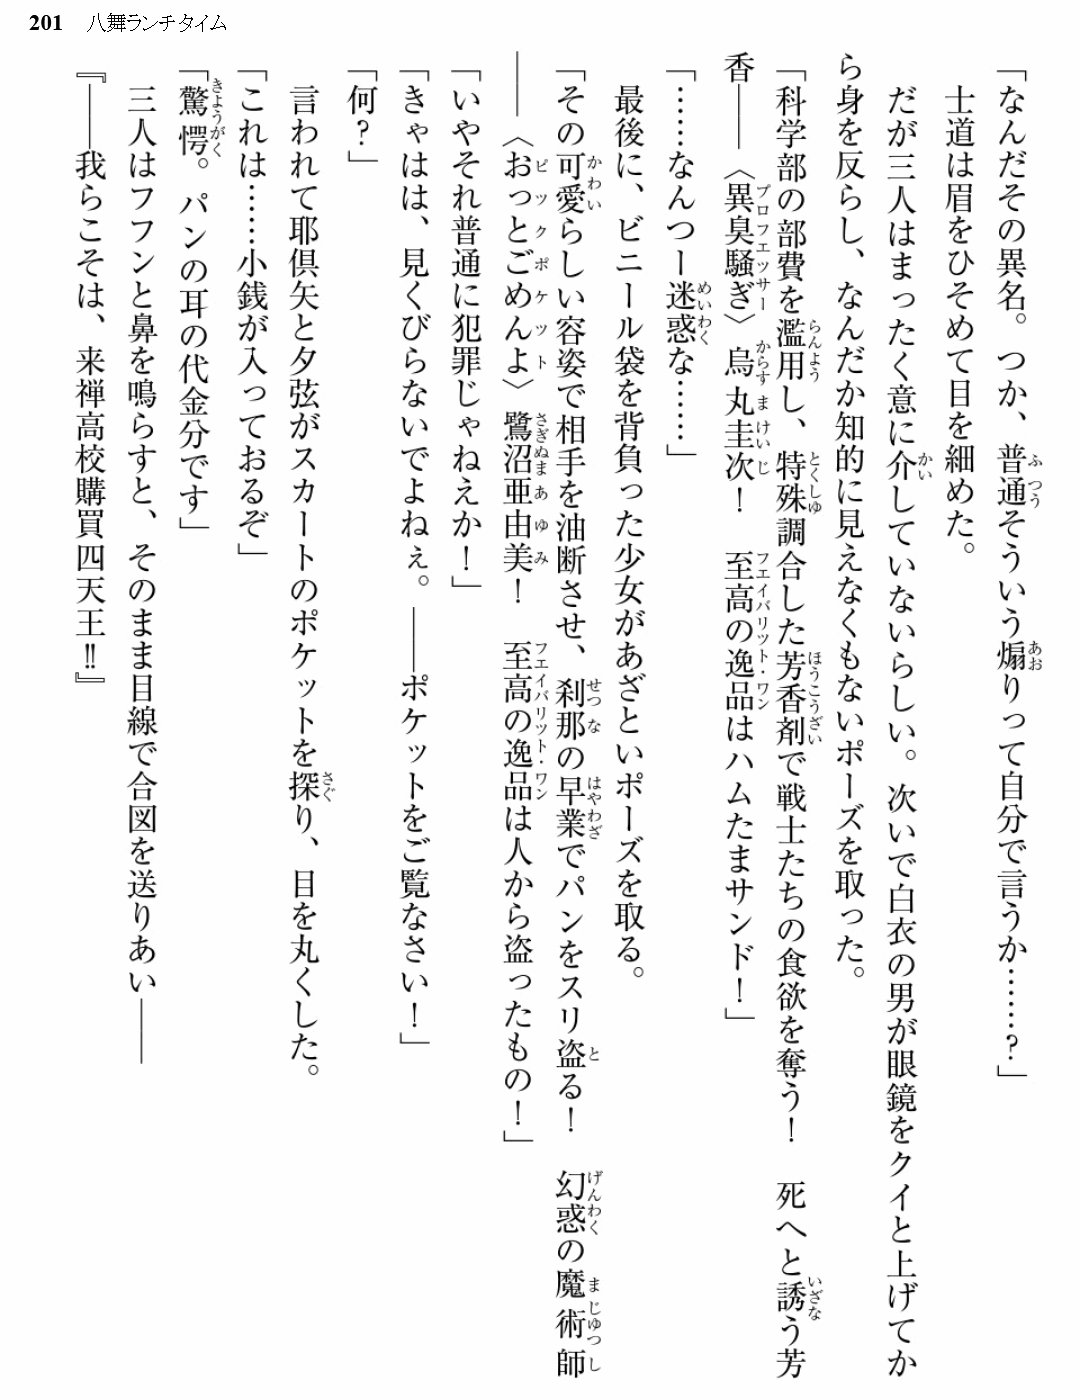 201 八舞ランチタイム
「なんだその異名。つか、普通そういう煽りって自分で言うか……?」
士道は眉をひそめて目を細めた。
だが三人はまったく意に介していないらしい。次いで白衣の男が眼鏡をクイと上げてか
ら身を反らし、なんだか知的に見えなくもないポーズを取った。
「科学部の部費を濫用し、特殊調合した芳香剤で戦士たちの食欲を奪う！　死へと誘う芳
香――〈異臭騒ぎ〉烏丸圭次！　至高の逸品はハムたまサンド！」
「……なんつー迷惑な……」
最後に、ビニール袋を背負った少女があざといポーズを取る。
「その可愛らしい容姿で相手を油断させ、刹那の早業でパンをスリ盗る！　幻惑の魔術師
――〈おっとごめんよ〉鷺沼亜由美！　至高の逸品は人から盗ったもの！」
「いやそれ普通に犯罪じゃねえか！」
「きゃはは、見くびらないでよねぇ。――ポケットをご覧なさい！」
「何?」
言われて耶倶矢と夕弦がスカートのポケットを探り、目を丸くした。
「これは……小銭が入っておるぞ」
「驚愕。パンの耳の代金分です」
三人はフフンと鼻を鳴らすと、そのまま目線で合図を送りあい――
『――我らこそは、来禅高校購買四天王‼』